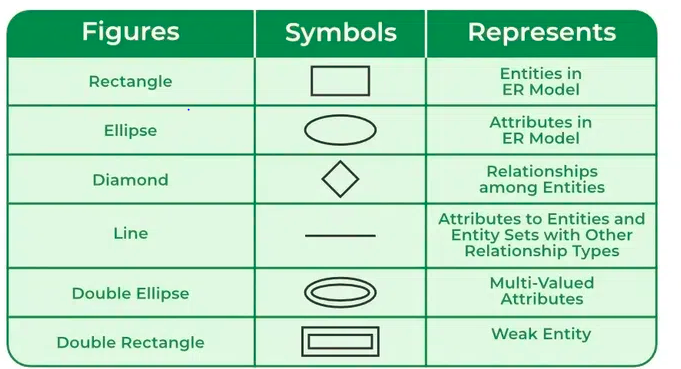 Figures Symbols Represents
Rectangle
Entities in
ER Model
Ellipse
Attributes in
ER Model
Diamond
Relationships
among Entities
Line
Attributes to Entities and
Entity Sets with Other
Relationship Types
Double Ellipse
Multi-Valued
Attributes
Double Rectangle
Weak Entity